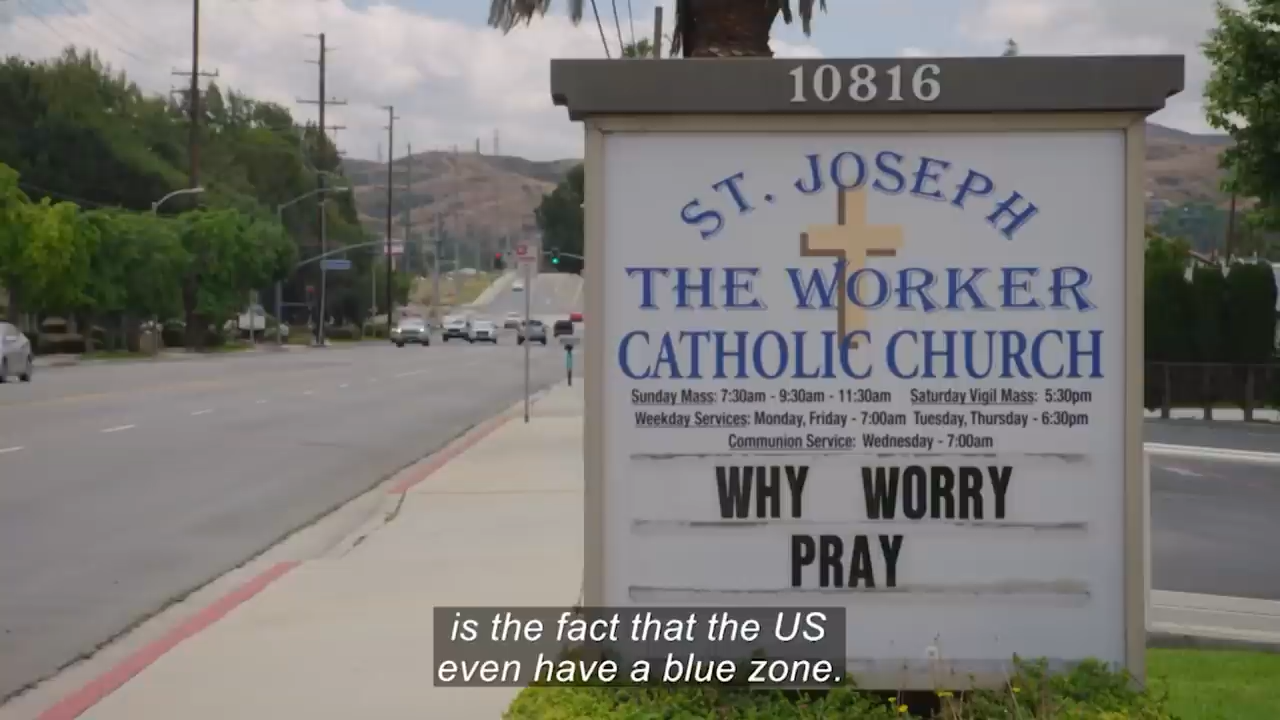 10816
ST. JOSEPH
THE WORKER
CATHOLIC CHURCH
Sunday Mass: 7:30am - 9:30am - 11:30am Saturday Vigil Mass: 5:30pm
Weekday Services: Monday, Friday - 7:00am Tuesday, Thursday - 6:30pm
Communion Service: Wednesday - 7:00am
WHY WORRY
PRAY
is the fact that the US
even have a blue zone.